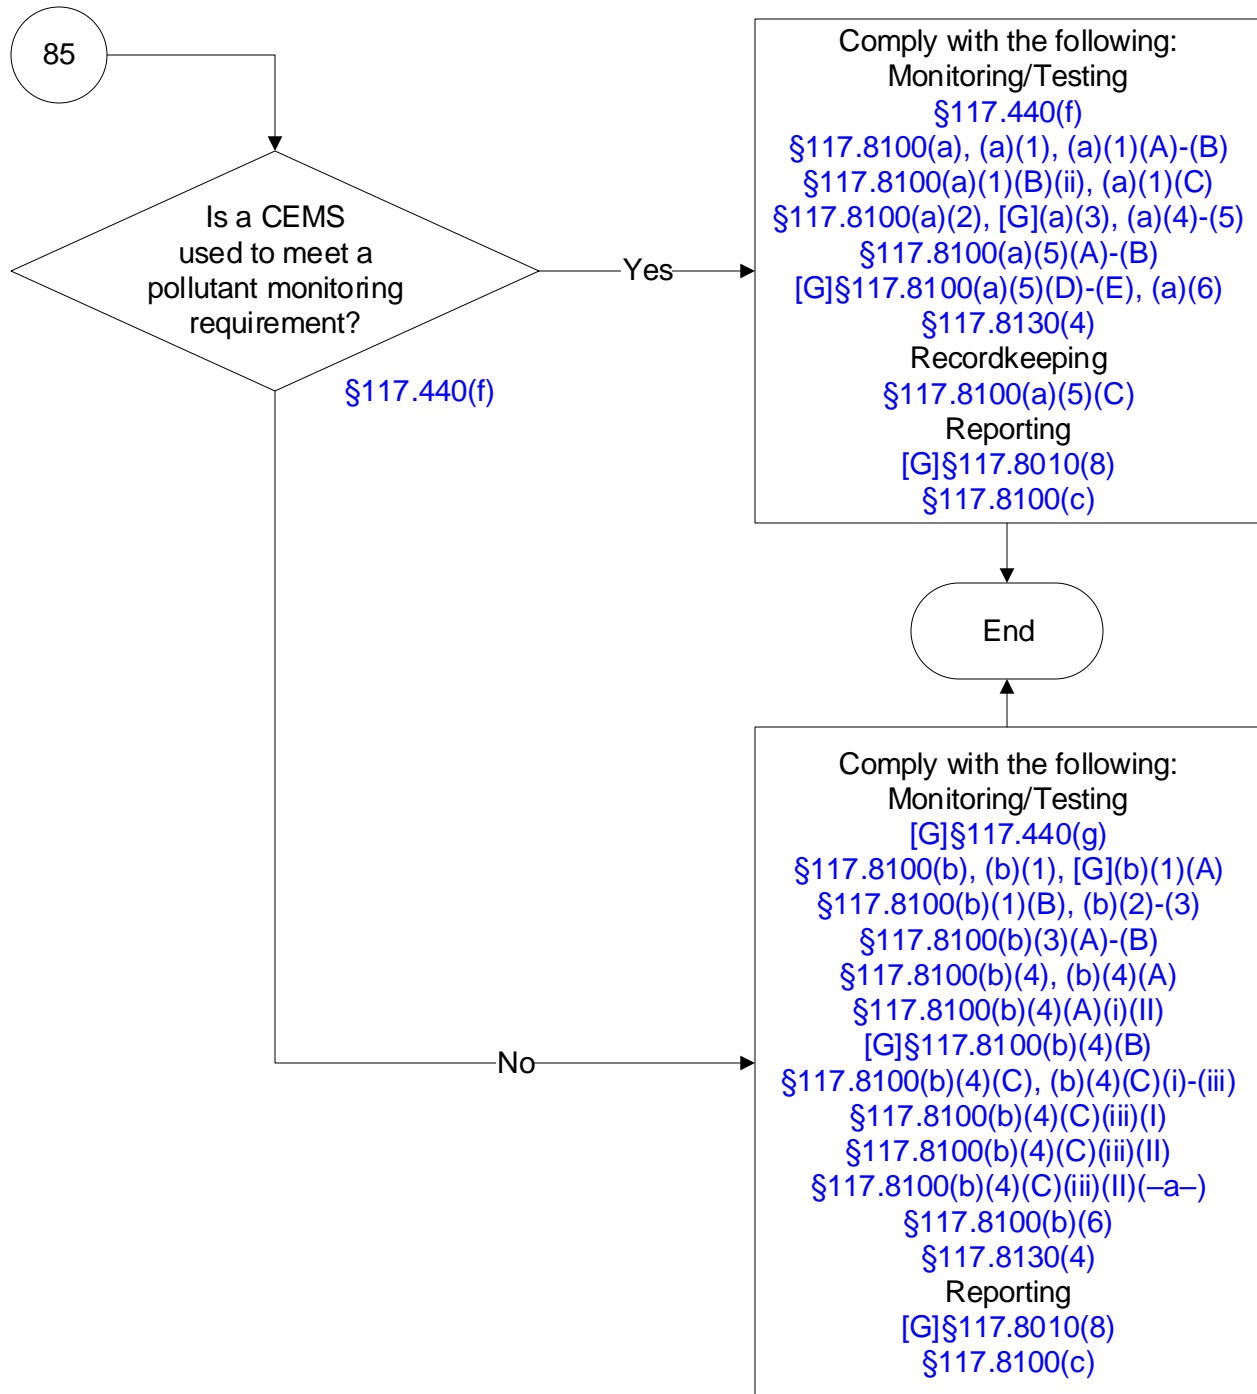 85
Is a CEMS
used to meet a
pollutant monitoring
requirement?
§117.440(f)
Yes
Comply with the following:
Monitoring/Testing
§117.440(f)
§117.8100(a), (a)(1), (a)(1)(A)-(B)
§117.8100(a)(1)(B)(ii), (a)(1)(C)
§117.8100(a)(2), [G](a)(3), (a)(4)-(5)
§117.8100(a)(5)(A)-(B)
[G]§117.8100(a)(5)(D)-(E), (a)(6)
§117.8130(4)
Recordkeeping
§117.8100(a)(5)(C)
Reporting
[G]§117.8010(8)
§117.8100(c)
End
No
Comply with the following:
Monitoring/Testing
[G]§117.440(g)
§117.8100(b), (b)(1), [G](b)(1)(A)
§117.8100(b)(1)(B), (b)(2)-(3)
§117.8100(b)(3)(A)-(B)
§117.8100(b)(4), (b)(4)(A)
§117.8100(b)(4)(A)(i)(II)
[G]§117.8100(b)(4)(B)
§117.8100(b)(4)(C), (b)(4)(C)(i)-(iii)
§117.8100(b)(4)(C)(iii)(I)
§117.8100(b)(4)(C)(iii)(II)
§117.8100(b)(4)(C)(iii)(II)(–a–)
§117.8100(b)(6)
§117.8130(4)
Reporting
[G]§117.8010(8)
§117.8100(c)